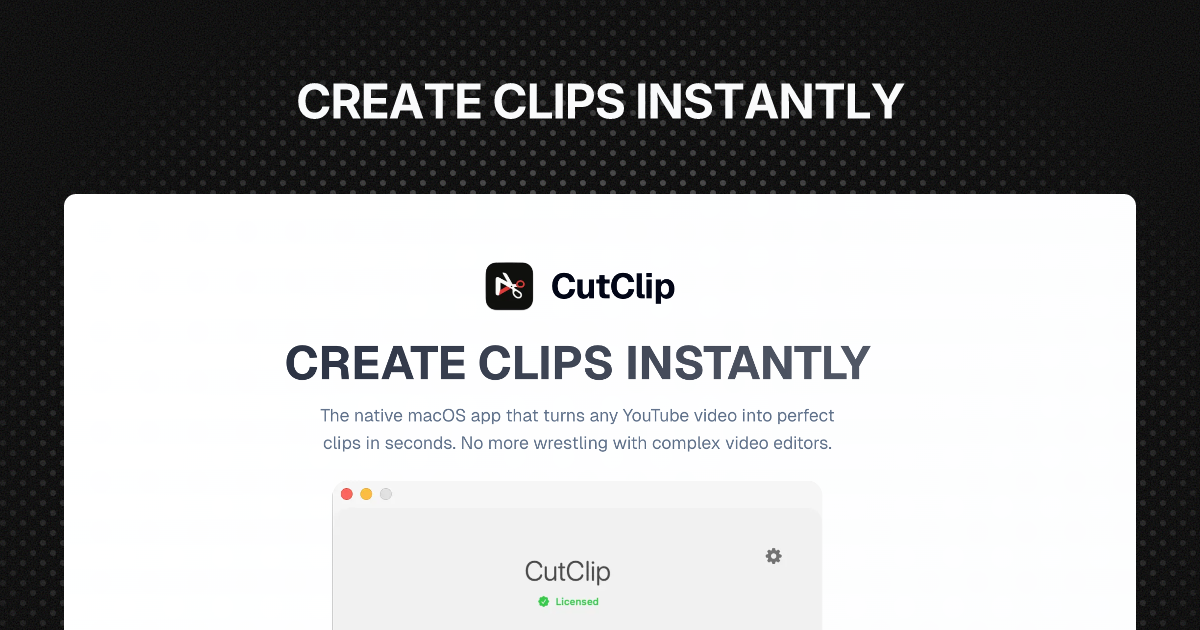 CREATE CLIPS INSTANTLY
CutClip
CREATE CLIPS INSTANTLY
The native macOS app that turns any YouTube video into perfect
clips in seconds. No more wrestling with complex video editors.
CutClip
Licensed